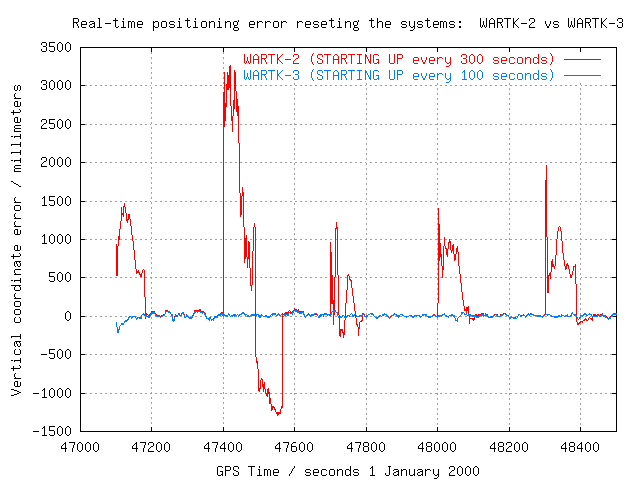 Real-time positioning error reseting the systems:  WARTK-2 vs WARTK-3
WARTK-2 (STARTING UP every 300 seconds)
WARTK-3 (STARTING UP every 100 seconds)
3500
3000
2500
2000
1500
1000
500
0
-500
-1000
-1500
Vertical coordinate error / millimeters
47000 47200 47400 47600 47800 48000 48200 48400
GPS Time / seconds 1 January 2000